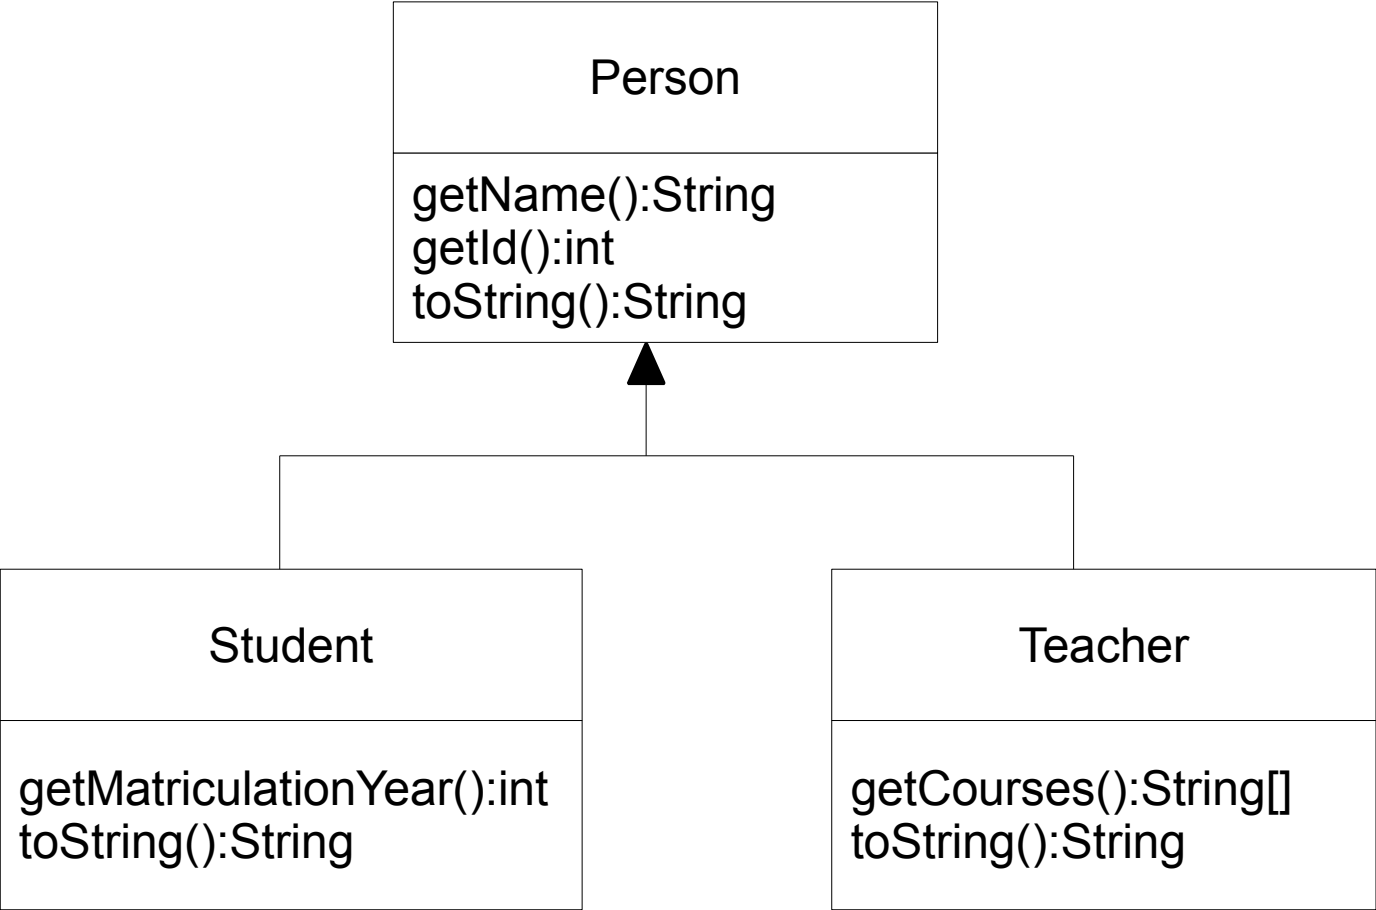 Person
getName():String
getId():int
toString():String
Student
getMatriculationYear():int
toString():String
Teacher
getCourses():String[]
toString():String